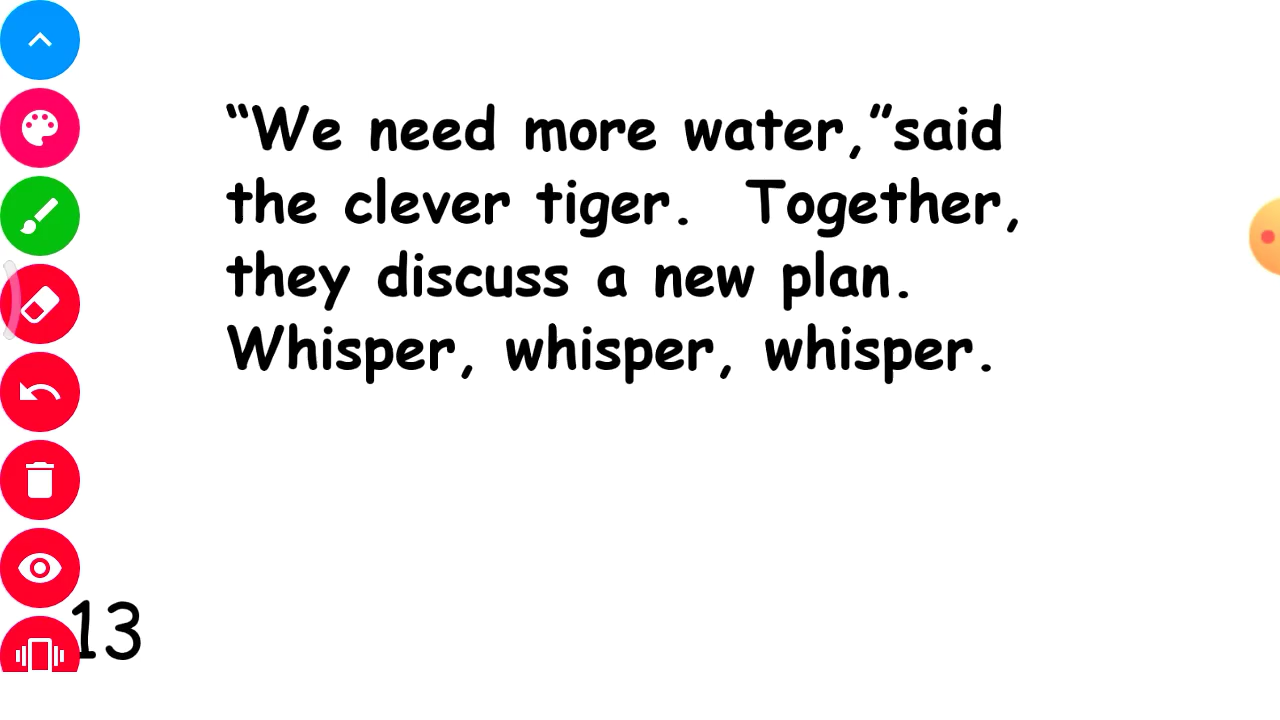 “We need more water,”said
the clever tiger.  Together,
they discuss a new plan.
Whisper, whisper, whisper.
13